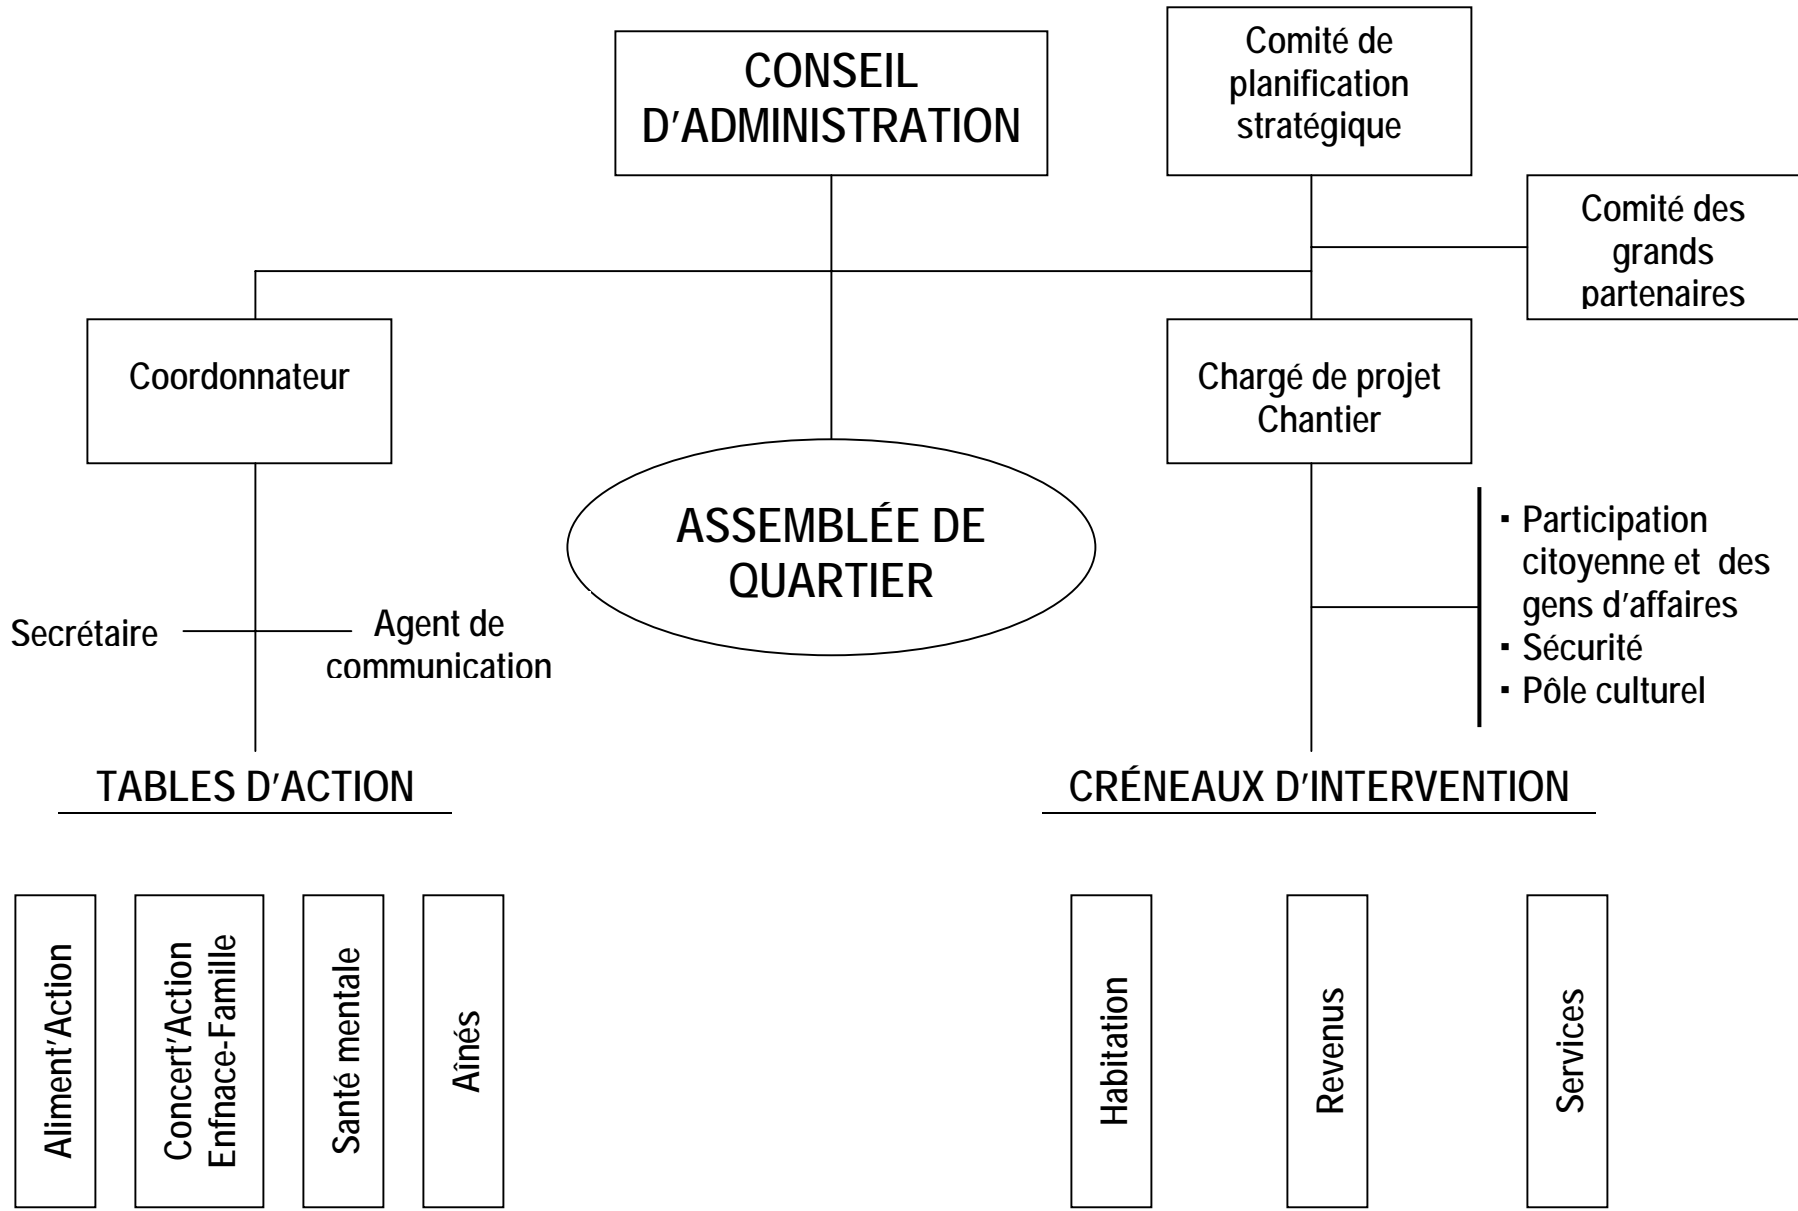 CONSEIL
D'ADMINISTRATION
Comité de
planification
stratégique
Comité des
grands
partenaires
Coordonnateur
Chargé de projet
Chantier
ASSEMBLÉE DE
QUARTIER
▪ Participation
citoyenne et des
gens d'affaires
▪ Sécurité
▪ Pôle culturel
Secrétaire
Agent de
communication
TABLES D'ACTION
CRÉNEAUX D'INTERVENTION
Aliment'Action
Concert'Action
Enfnace-Famille
Santé mentale
Aînés
Habitation
Revenus
Services